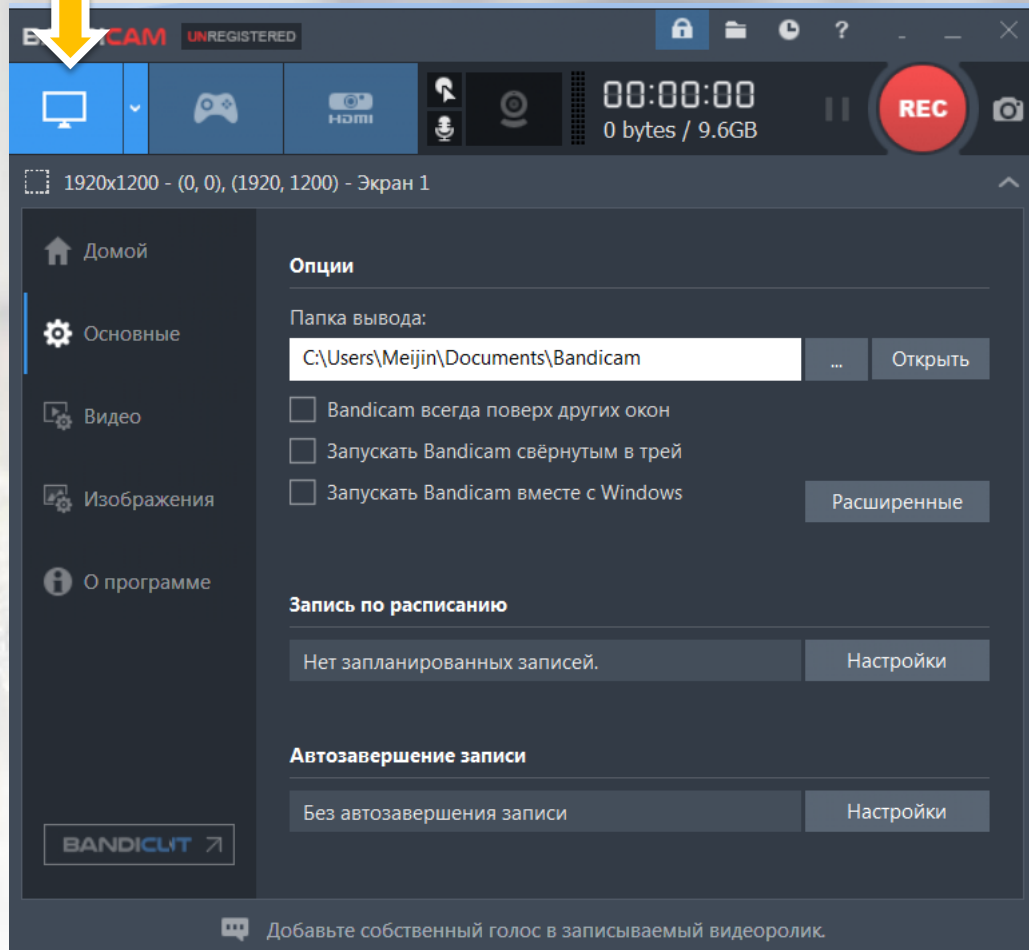 UNREGISTERED
HDMI
00:00:00
0 bytes / 9.6GB
REC
1920x1200 - (0, 0), (1920, 1200) - Экран 1
Домой
Основные
Видео
Изображения
О программе
BANDICUT
Опции
Папка вывода:
C:\Users\Meijin\Documents\Bandicam
...
Открыть
Bandicam всегда поверх других окон
Запускать Bandicam свёрнутым в трей
Запускать Bandicam вместе с Windows
Расширенные
Запись по расписанию
Нет запланированных записей.
Настройки
Автозавершение записи
Без автозавершения записи
Настройки
Добавьте собственный голос в записываемый видеоролик.